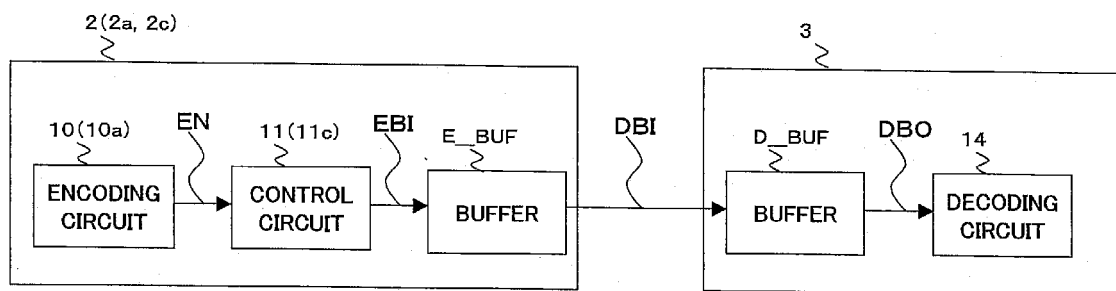 2(2a, 2c)
3
10(10a)
EN
11(11c)
EBI
E_BUF
DBI
D_BUF
DBO
14
ENCODING
CIRCUIT
CONTROL
CIRCUIT
BUFFER
BUFFER
DECODING
CIRCUIT